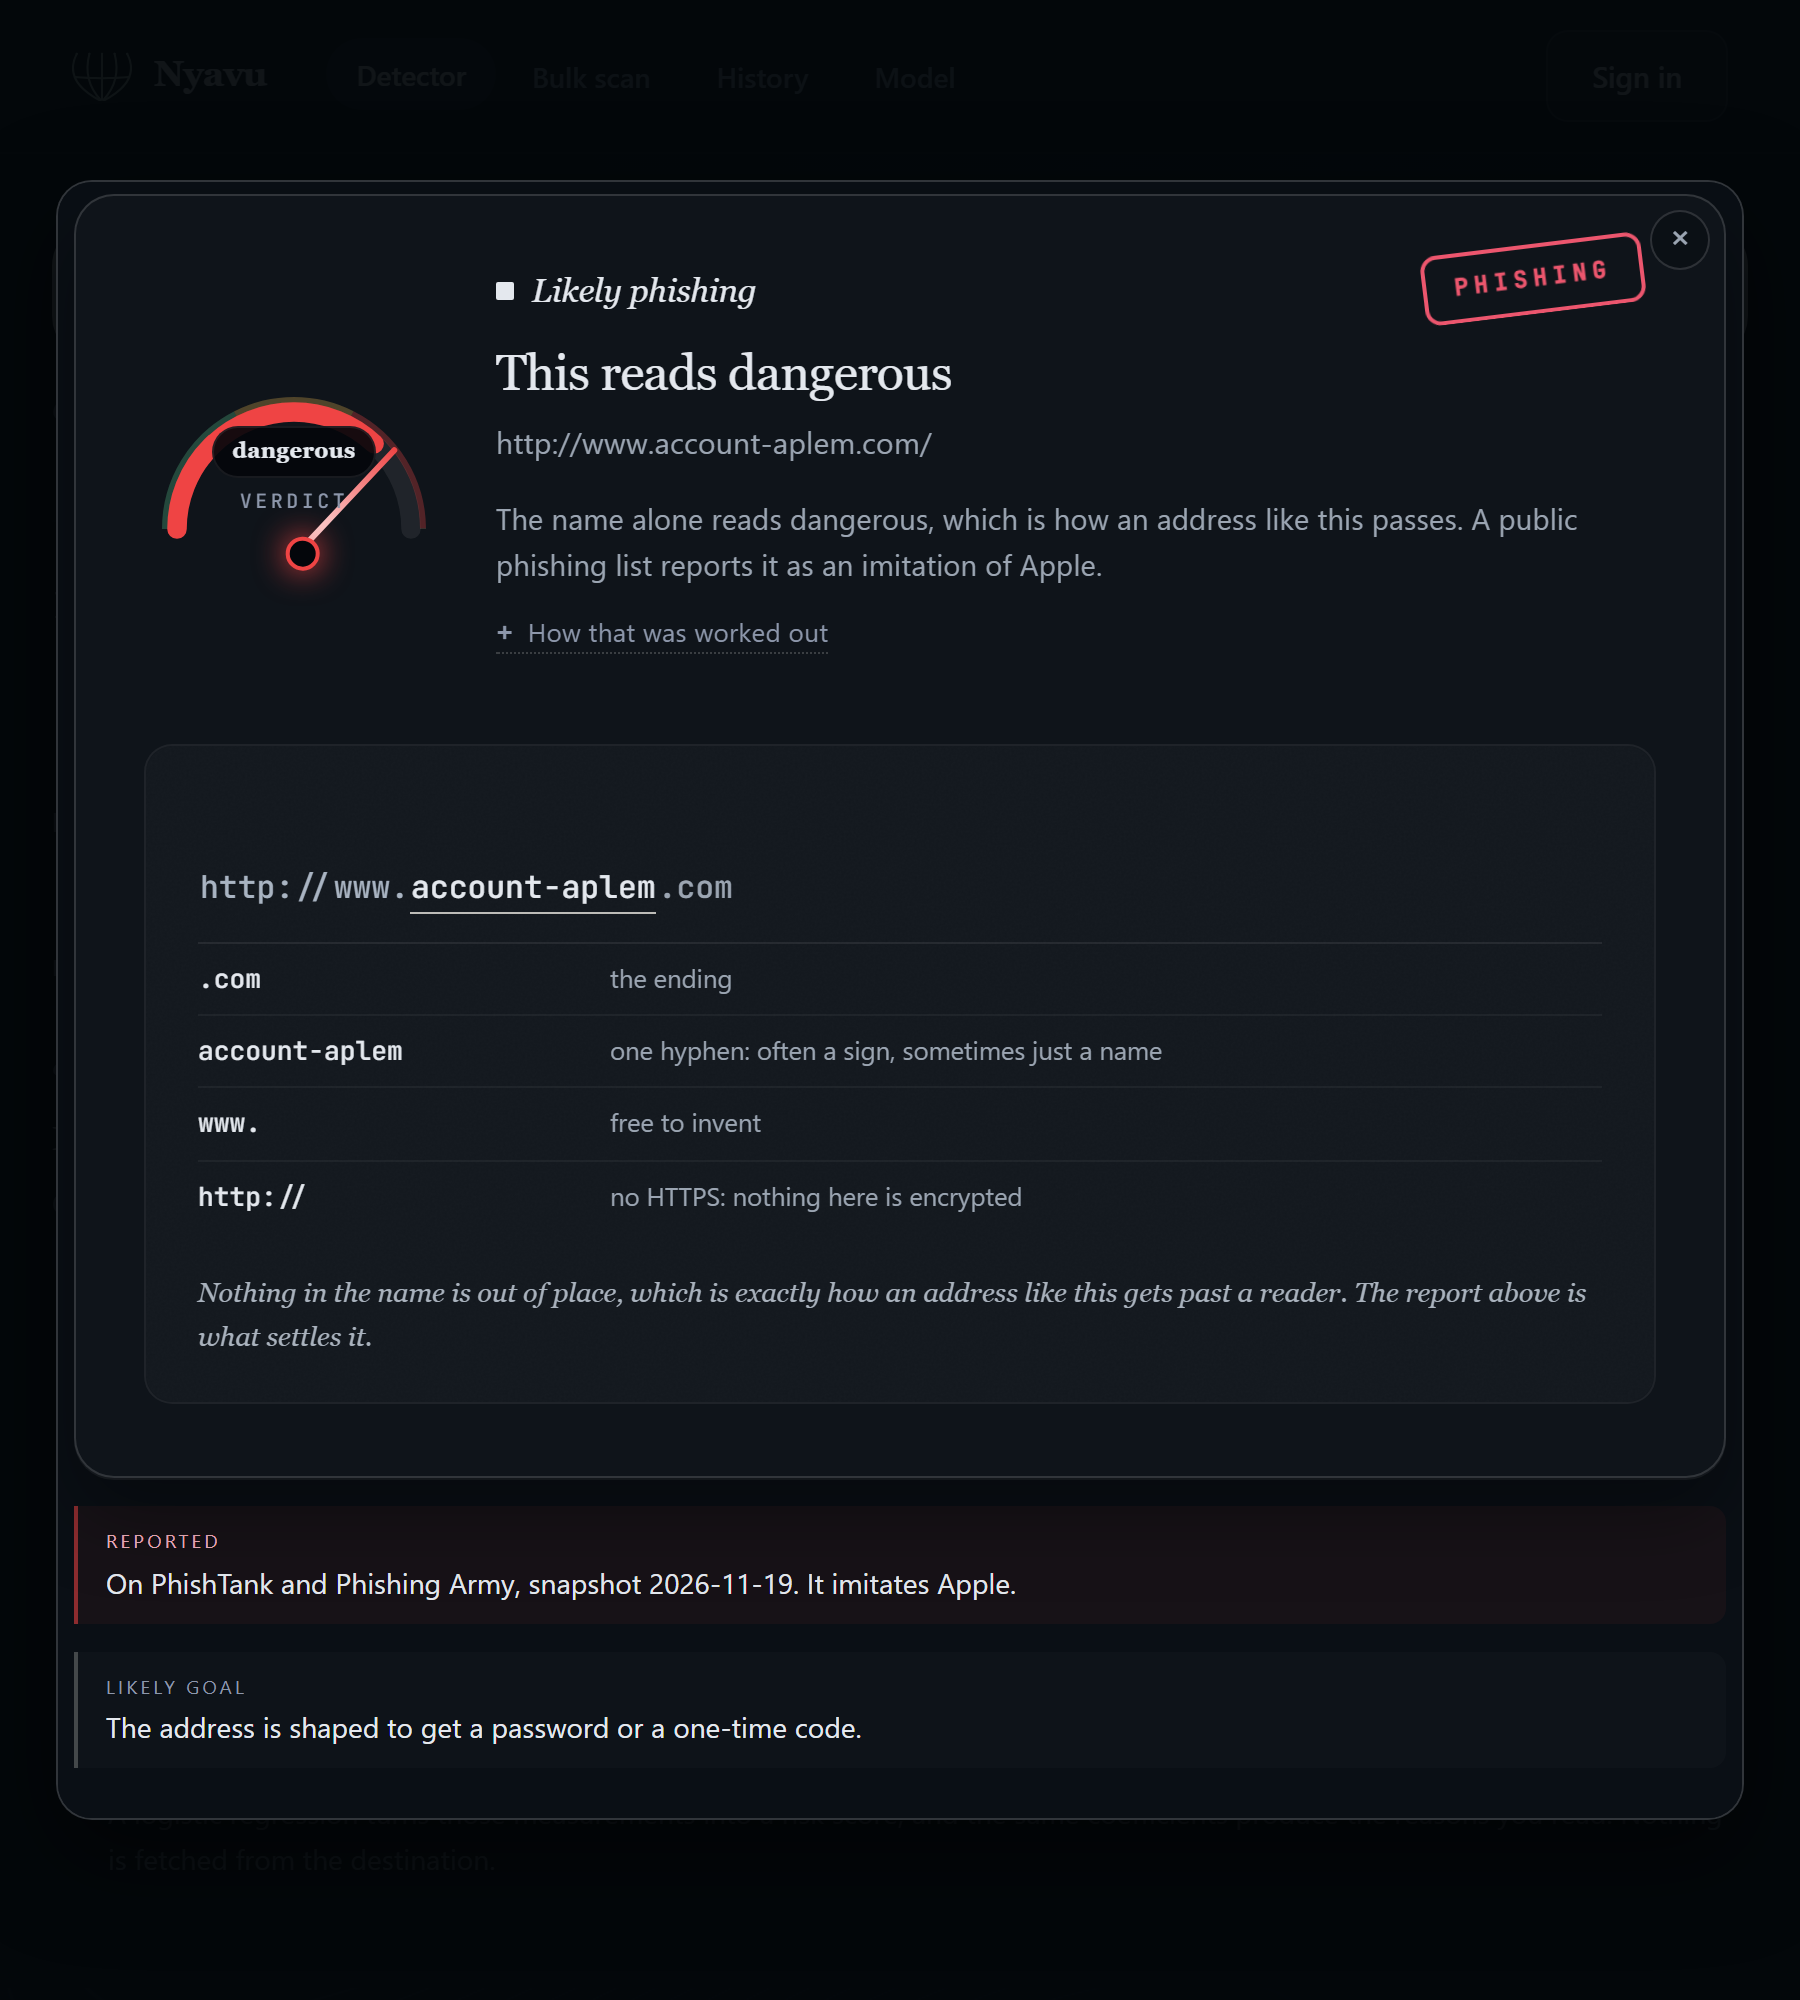 Nyavu
Detector
Bulk scan
History
Model
Sign in
×
PHISHING
Likely phishing
This reads dangerous
http://www.account-aplem.com/
dangerous
VERDICT
The name alone reads dangerous, which is how an address like this passes. A public
phishing list reports it as an imitation of Apple.
+ How that was worked out
http://www.account-aplem.com
.com the ending
account-aplem one hyphen: often a sign, sometimes just a name
www. free to invent
http:// no HTTPS: nothing here is encrypted
Nothing in the name is out of place, which is exactly how an address like this gets past a reader. The report above is
what settles it.
REPORTED
On PhishTank and Phishing Army, snapshot 2026-11-19. It imitates Apple.
LIKELY GOAL
The address is shaped to get a password or a one-time code.
is fetched from the destination.